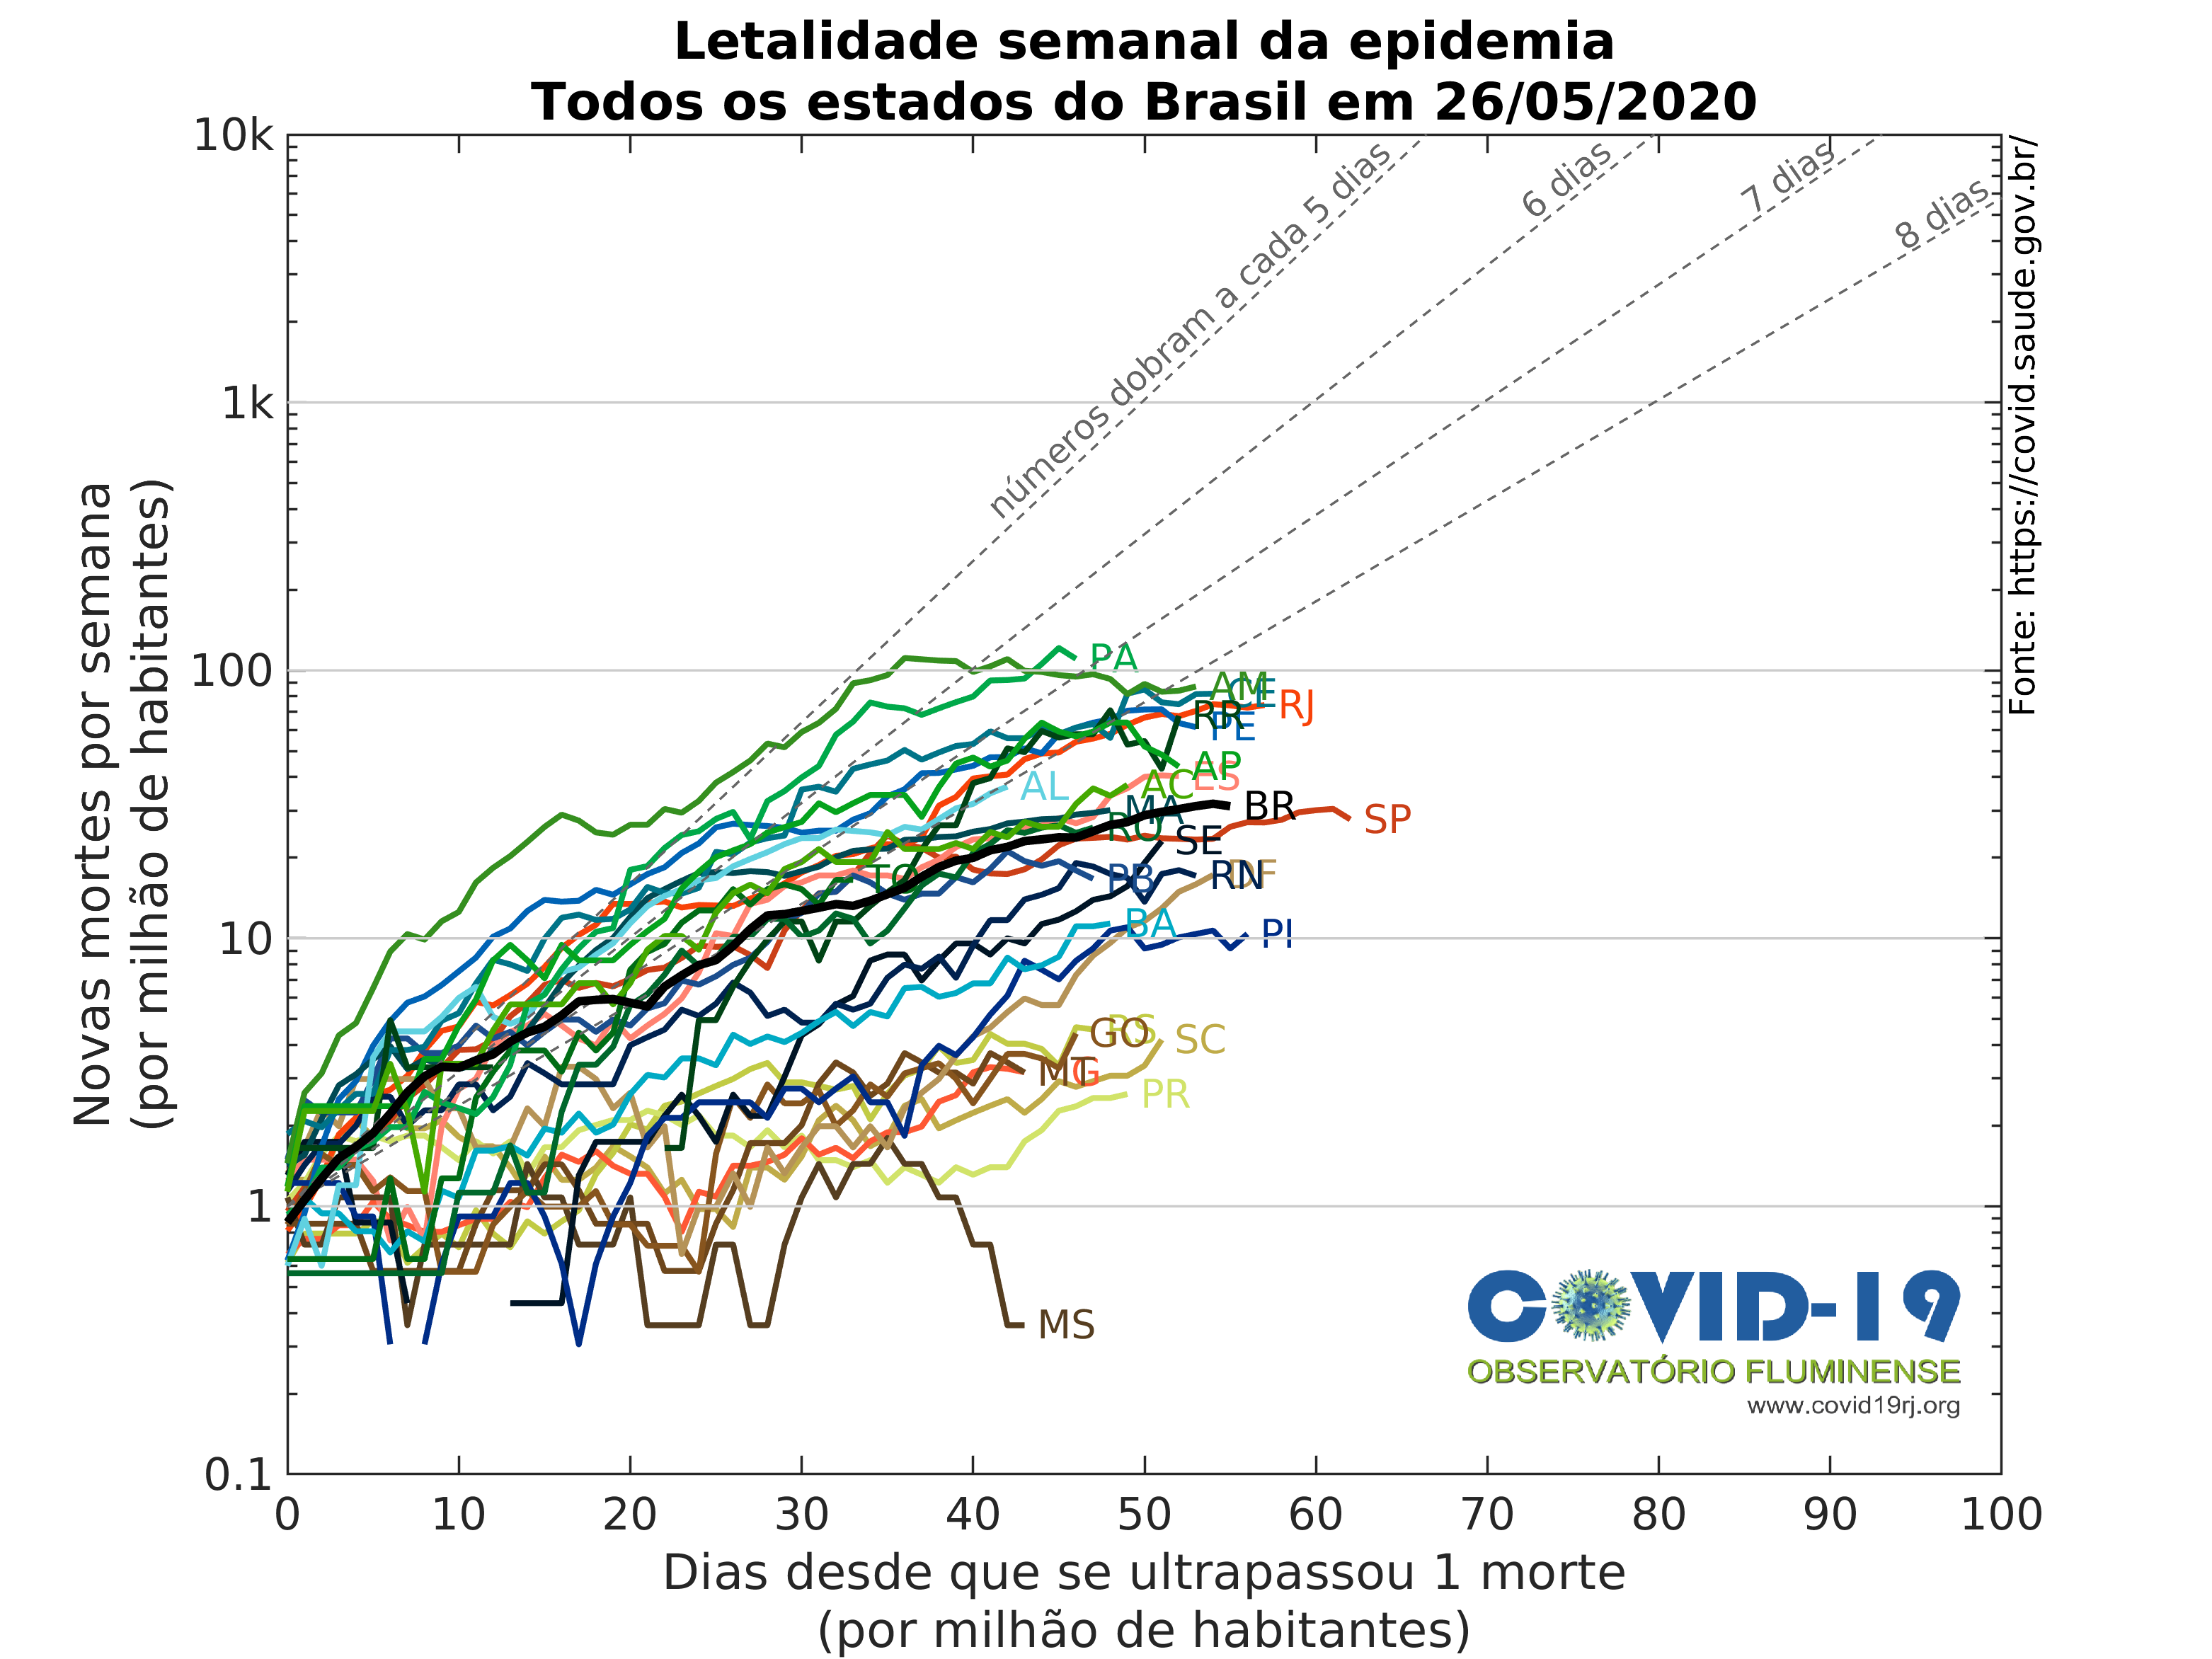 Letalidade semanal da epidemia
Todos os estados do Brasil em 26/05/2020
Novas mortes por semana
(por milhão de habitantes)
10k
1k
100
10
1
0.1
números dobram a cada 5 dias
6 dias
7 dias
8 dias
Fonte: https://covid.saude.gov.br/
PA
AM
CE
RJ
RR
PE
AP
ES
AC
AL
MA
BR
SP
RO
SE
TO
PB
RN
DF
BA
PI
RS
GO
SC
MT
MG
PR
MS
COVID-19
OBSERVATÓRIO FLUMINENSE
www.covid19rj.org
0 10 20 30 40 50 60 70 80 90 100
Dias desde que se ultrapassou 1 morte
(por milhão de habitantes)